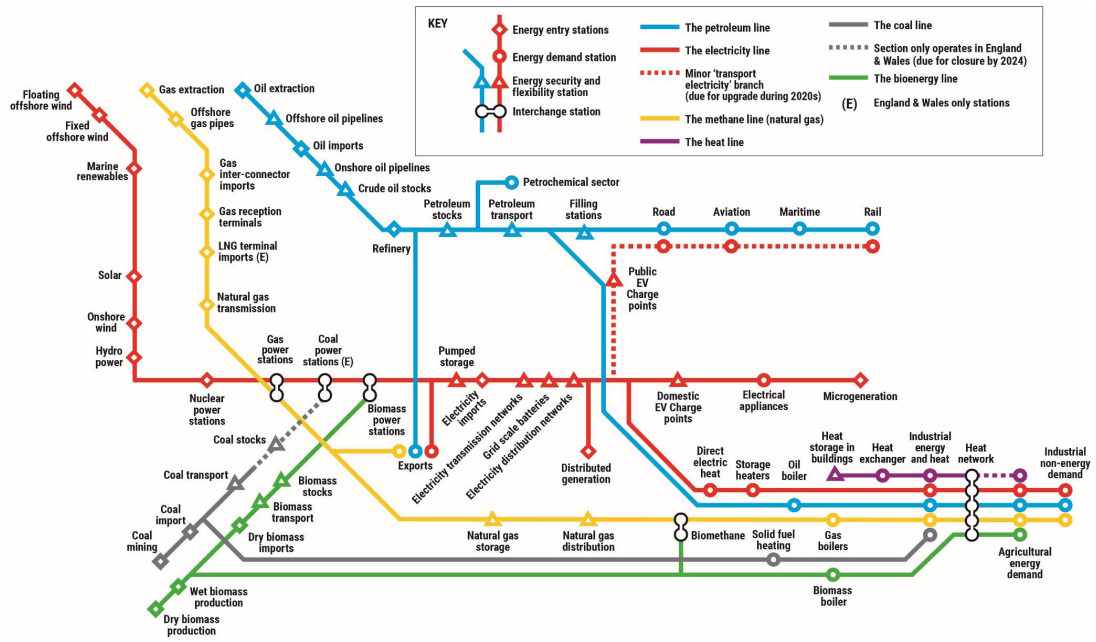 KEY
Energy entry stations
Energy demand station
Energy security and
flexibility station
Interchange station
The petroleum line
The electricity line
Minor ‘transport
electricity’ branch
(due for upgrade during 2020s)
The methane line (natural gas)
The heat line
The coal line
Section only operates in England
& Wales (due for closure by 2024)
The bioenergy line
(E)
England & Wales only stations
Floating
offshore wind
Fixed
offshore wind
Marine
renewables
Solar
Onshore
wind
Hydro
power
Gas extraction
Offshore
gas pipes
Gas
inter-connector
imports
Gas reception
terminals
LNG terminal
imports (E)
Natural gas
transmission
Oil extraction
Offshore oil pipelines
Oil imports
Onshore oil pipelines
Crude oil stocks
Refinery
Petroleum
stocks
Petrochemical sector
Petroleum
transport
Filling
stations
Road
Aviation
Maritime
Rail
Public
EV
Charge
points
Nuclear
power
stations
Gas
power
stations
Coal
power
stations (E)
Biomass
power
stations
Pumped
storage
Electricity
imports
Electricity transmission networks
Grid scale batteries
Electricity distribution networks
Exports
Distributed
generation
Domestic
EV Charge
points
Electrical
appliances
Microgeneration
Coal stocks
Coal transport
Coal
import
Coal
mining
Biomass
stocks
Biomass
transport
Dry biomass
imports
Wet biomass
production
Dry biomass
production
Natural gas
storage
Natural gas
distribution
Biomethane
Direct
electric
heat
Storage
heaters
Oil
boiler
Heat
storage in
buildings
Heat
exchanger
Industrial
energy
and heat
Heat
network
Industrial
non-energy
demand
Solid fuel
heating
Gas
boilers
Biomass
boiler
Agricultural
energy
demand